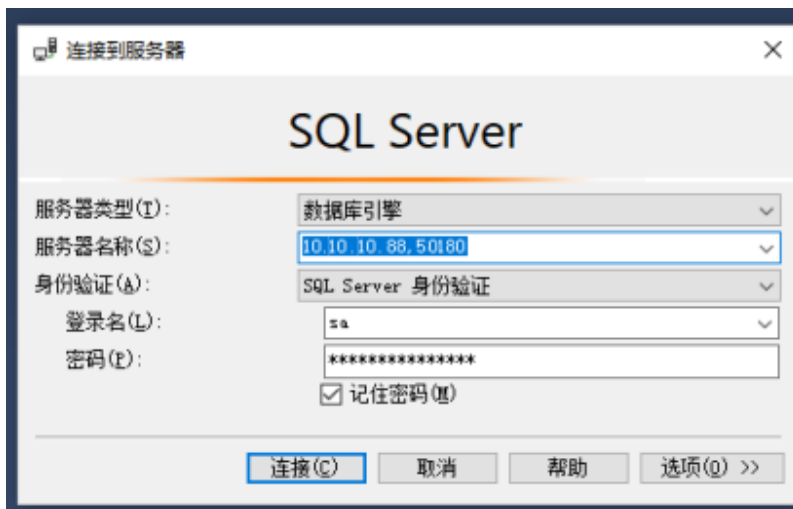 连接到服务器
SQL Server
服务器类型(T): 数据库引擎
服务器名称(S): 10.10.10.88,50180
身份验证(A): SQL Server 身份验证
登录名(L): sa
密码(P): ***************
记住密码(M)
连接(C) 取消 帮助 选项(O) >>